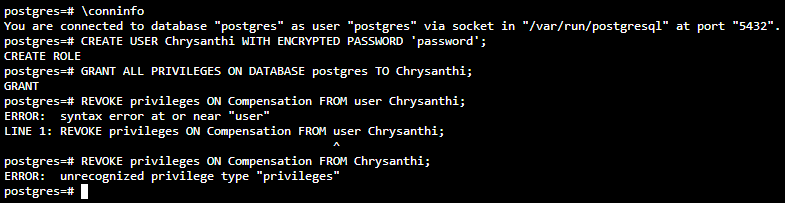 postgres=# \conninfo
You are connected to database "postgres" as user "postgres" via socket in "/var/run/postgresql" at port "5432".
postgres=# CREATE USER Chrysanthi WITH ENCRYPTED PASSWORD 'password';
CREATE ROLE
postgres=# GRANT ALL PRIVILEGES ON DATABASE postgres TO Chrysanthi;
GRANT
postgres=# REVOKE privileges ON Compensation FROM user Chrysanthi;
ERROR:  syntax error at or near "user"
LINE 1: REVOKE privileges ON Compensation FROM user Chrysanthi;
                                               ^
postgres=# REVOKE privileges ON Compensation FROM Chrysanthi;
ERROR:  unrecognized privilege type "privileges"
postgres=#